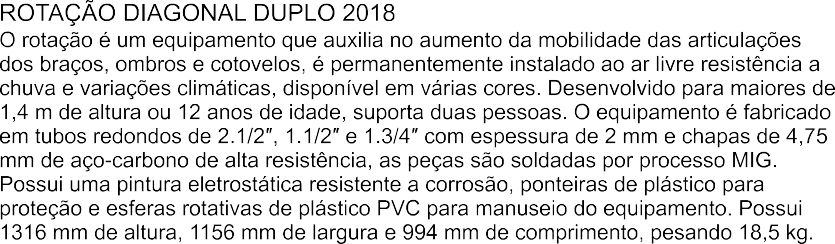 ROTAÇÃO DIAGONAL DUPLO 2018
O rotação é um equipamento que auxilia no aumento da mobilidade das articulações
dos braços, ombros e cotovelos, é permanentemente instalado ao ar livre resistência a
chuva e variações climáticas, disponível em várias cores. Desenvolvido para maiores de
1,4 m de altura ou 12 anos de idade, suporta duas pessoas. O equipamento é fabricado
em tubos redondos de 2.1/2″, 1.1/2″ e 1.3/4″ com espessura de 2 mm e chapas de 4,75
mm de aço-carbono de alta resistência, as peças são soldadas por processo MIG.
Possui uma pintura eletrostática resistente a corrosão, ponteiras de plástico para
proteção e esferas rotativas de plástico PVC para manuseio do equipamento. Possui
1316 mm de altura, 1156 mm de largura e 994 mm de comprimento, pesando 18,5 kg.